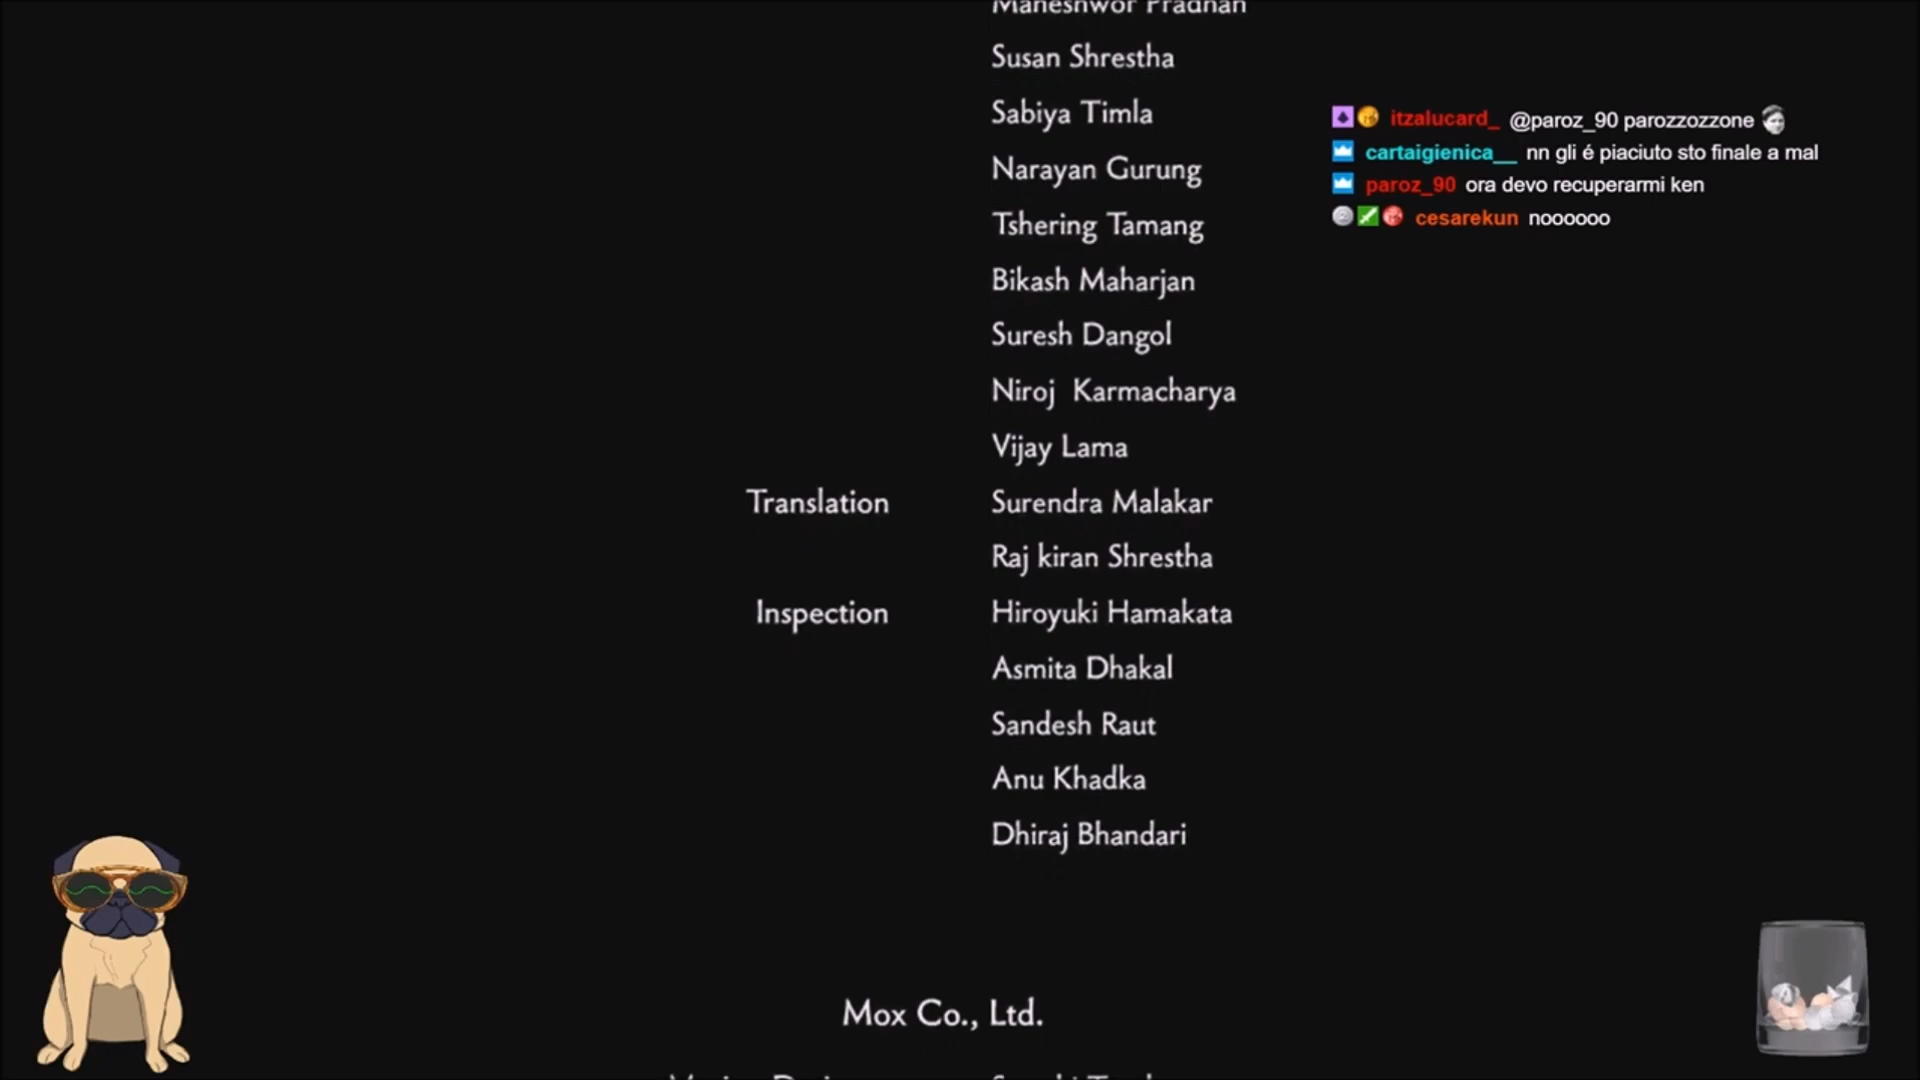 Maheshwor Pradhan
Susan Shrestha
Sabiya Timla
Narayan Gurung
Tshering Tamang
Bikash Maharjan
Suresh Dangol
Niroj Karmacharya
Vijay Lama
Translation Surendra Malakar
Raj kiran Shrestha
Inspection Hiroyuki Hamakata
Asmita Dhakal
Sandesh Raut
Anu Khadka
Dhiraj Bhandari
Mox Co., Ltd.
itzalucard_ @paroz_90 parozzozzone
cartaigienica__ nn gli é piaciuto sto finale a mal
paroz_90 ora devo recuperarmi ken
cesarekun noooooo